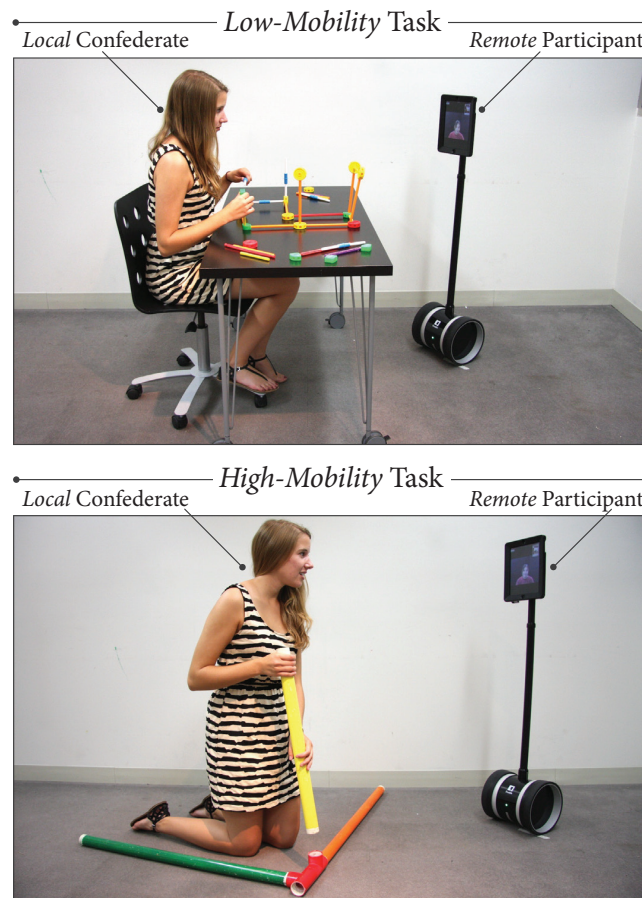 Low-Mobility Task
Local Confederate
Remote Participant
High-Mobility Task
Local Confederate
Remote Participant